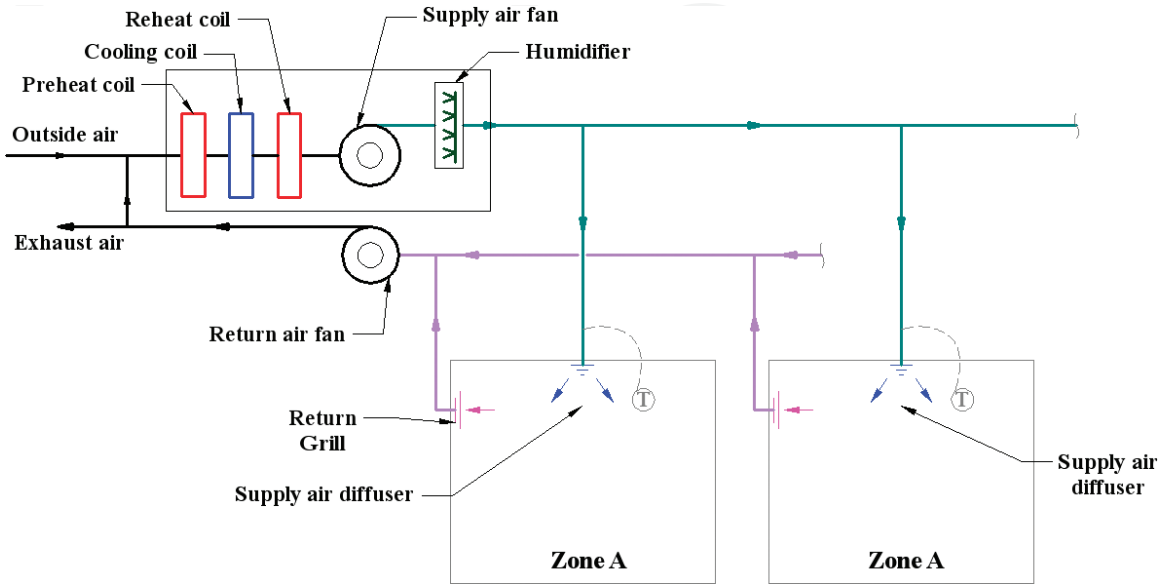 Reheat coil
Supply air fan
Cooling coil
Humidifier
Preheat coil
Outside air
Exhaust air
Return air fan
T
T
Return
Grill
Supply air diffuser
Supply air
diffuser
Zone A
Zone A